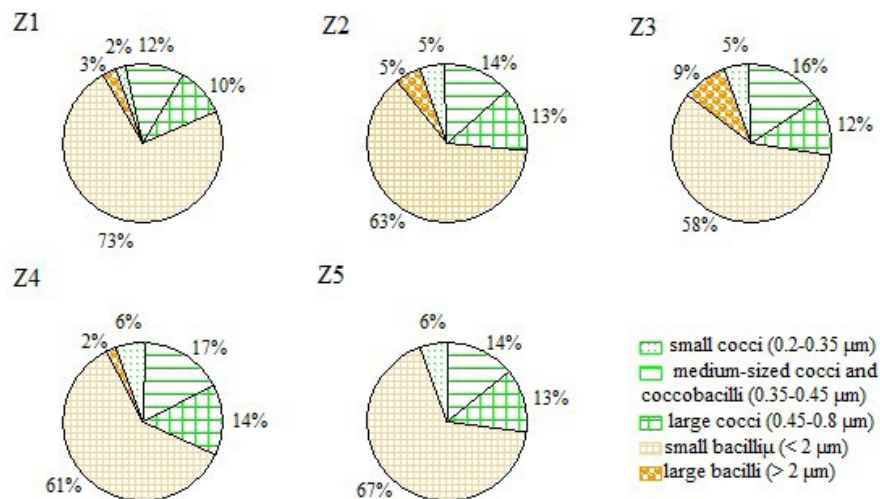 Z1
2%
12%
3%
10%
73%
Z2
5%
14%
5%
13%
63%
Z3
5%
16%
9%
12%
58%
Z4
6%
17%
2%
14%
61%
Z5
6%
14%
13%
67%
small cocci (0.2-0.35 µm)
medium-sized cocci and
coccobacilli (0.35-0.45 µm)
large cocci (0.45-0.8 µm)
small bacilliµ (< 2 µm)
large bacilli (> 2 µm)